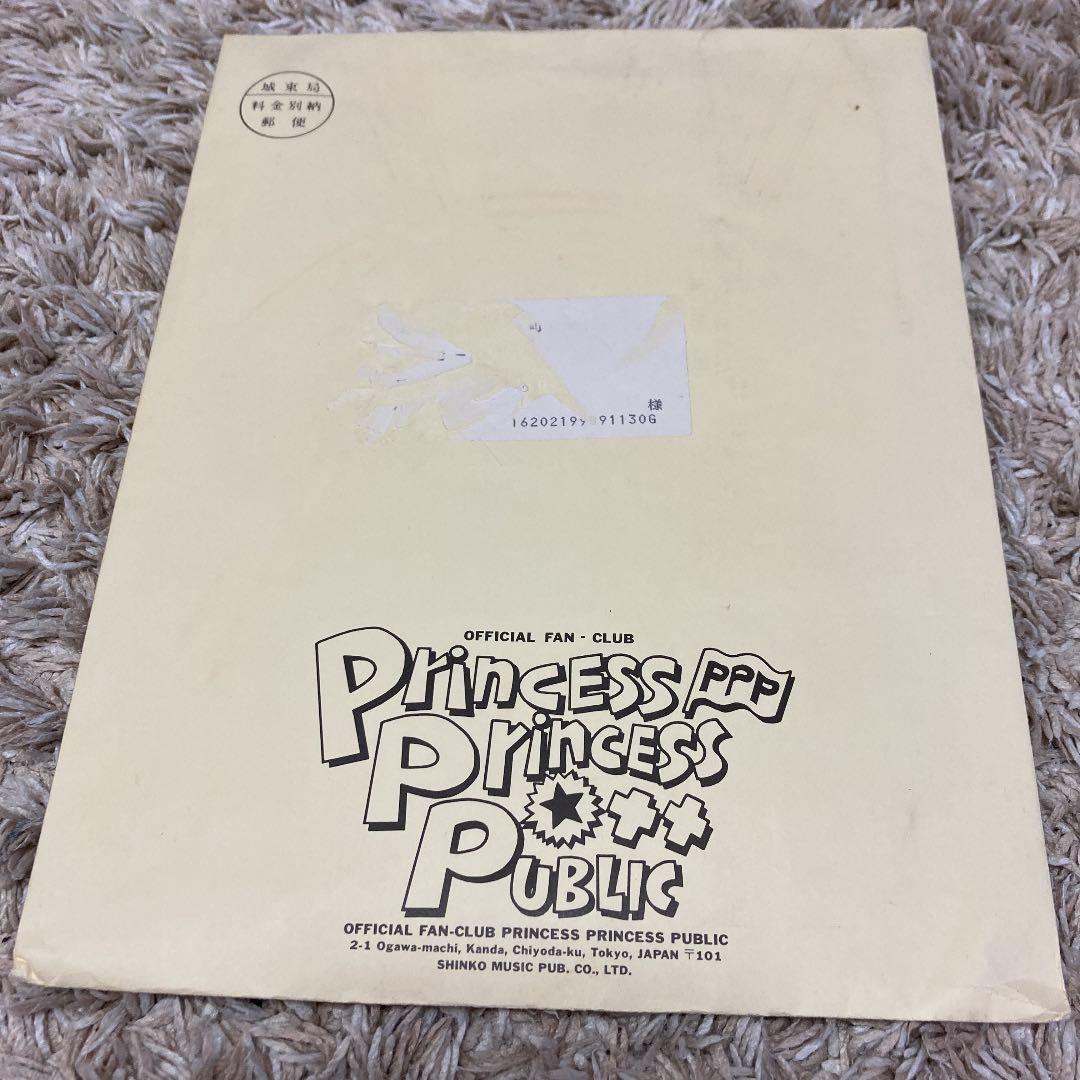 城東局
料金別納
郵便
町
様
OFFICIAL FAN - CLUB
PrincESS PPP
PrincESS
PUBLIC
OFFICIAL FAN-CLUB PRINCESS PRINCESS PUBLIC
2-1 Ogawa-machi, Kanda, Chiyoda-ku, Tokyo, JAPAN 〒101
SHINKO MUSIC PUB. CO., LTD.